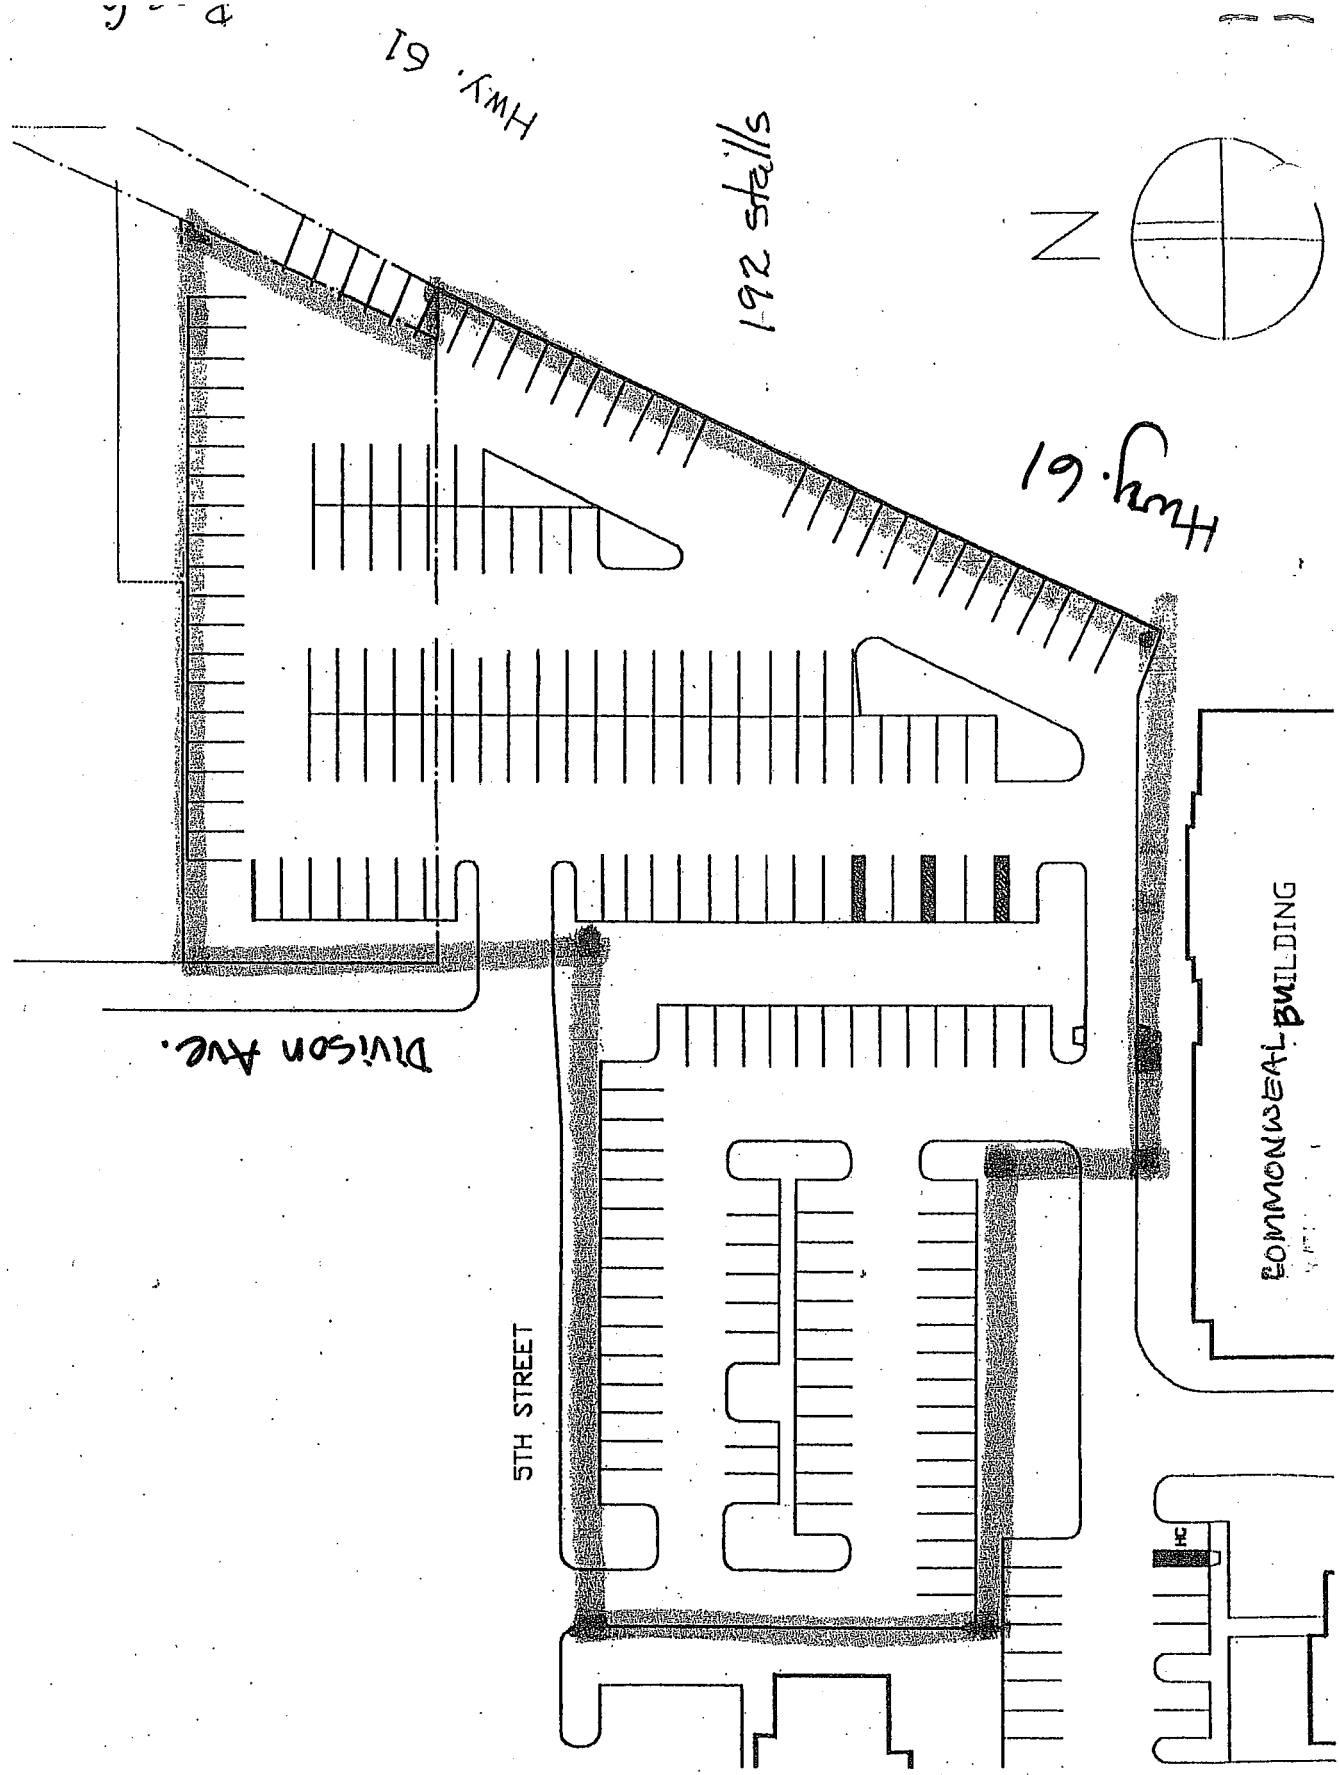 Hwy. 61
192 stalls
N
Hwy. 61
Divison Ave.
COMMONWEAL BUILDING
5TH STREET
HC